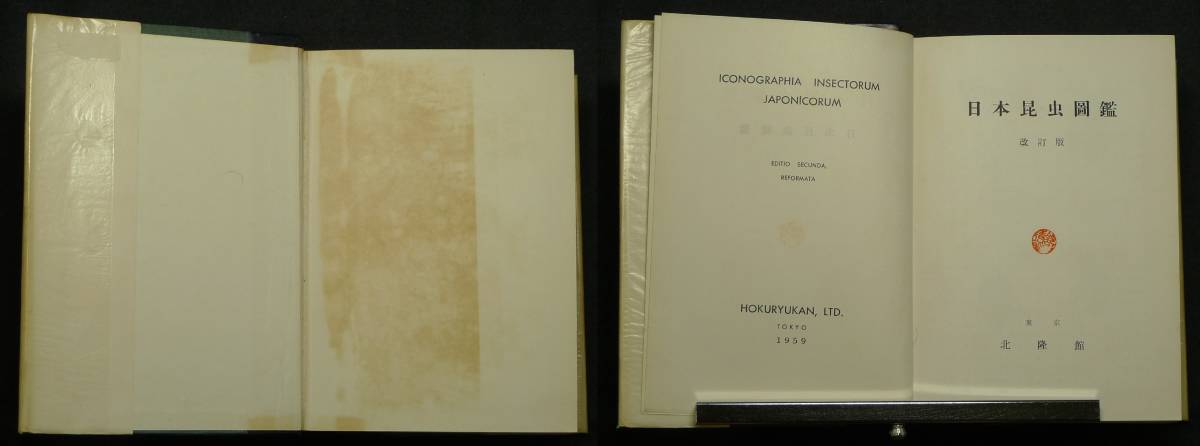 ICONOGRAPHIA INSECTORUM
JAPONICORUM
EDITIO SECUNDA,
REFORMATA
HOKURYUKAN, LTD.
TOKYO
1959
日本昆虫圖鑑
改訂版
東京
北隆館